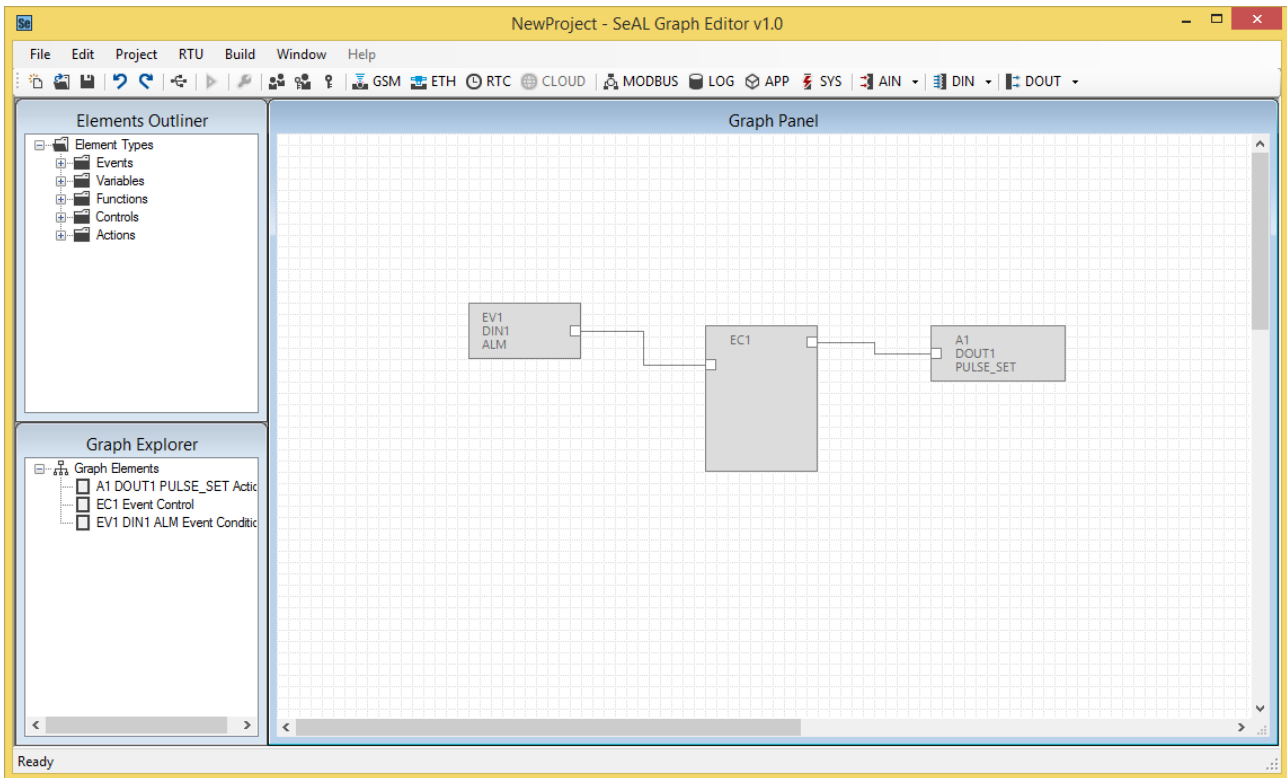 Se NewProject - SeAL Graph Editor v1.0
File Edit Project RTU Build Window Help
GSM ETH RTC CLOUD MODBUS LOG APP SYS AIN DIN DOUT
Elements Outliner
Element Types
Events
Variables
Functions
Controls
Actions
Graph Explorer
Graph Elements
A1 DOUT1 PULSE_SET Actic
EC1 Event Control
EV1 DIN1 ALM Event Conditic
Graph Panel
EV1
DIN1
ALM
EC1
A1
DOUT1
PULSE_SET
Ready